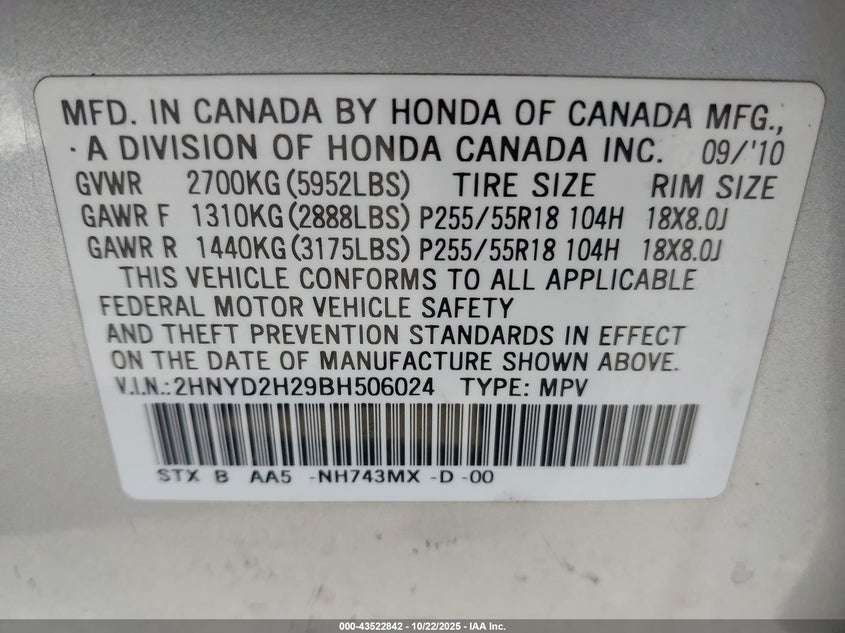 MFD. IN CANADA BY HONDA OF CANADA MFG.,
· A DIVISION OF HONDA CANADA INC. 09/'10
GVWR 2700KG (5952LBS) TIRE SIZE RIM SIZE
GAWR F 1310KG (2888LBS) P255/55R18 104H 18X8.0J
GAWR R 1440KG (3175LBS) P255/55R18 104H 18X8.0J
THIS VEHICLE CONFORMS TO ALL APPLICABLE
FEDERAL MOTOR VEHICLE SAFETY
AND THEFT PREVENTION STANDARDS IN EFFECT
ON THE DATE OF MANUFACTURE SHOWN ABOVE.
V.I.N.: 2HNYD2H29BH506024 TYPE: MPV
STX B AA5 -NH743MX -D -00
000-43522842 - 10/22/2025 - IAA Inc.